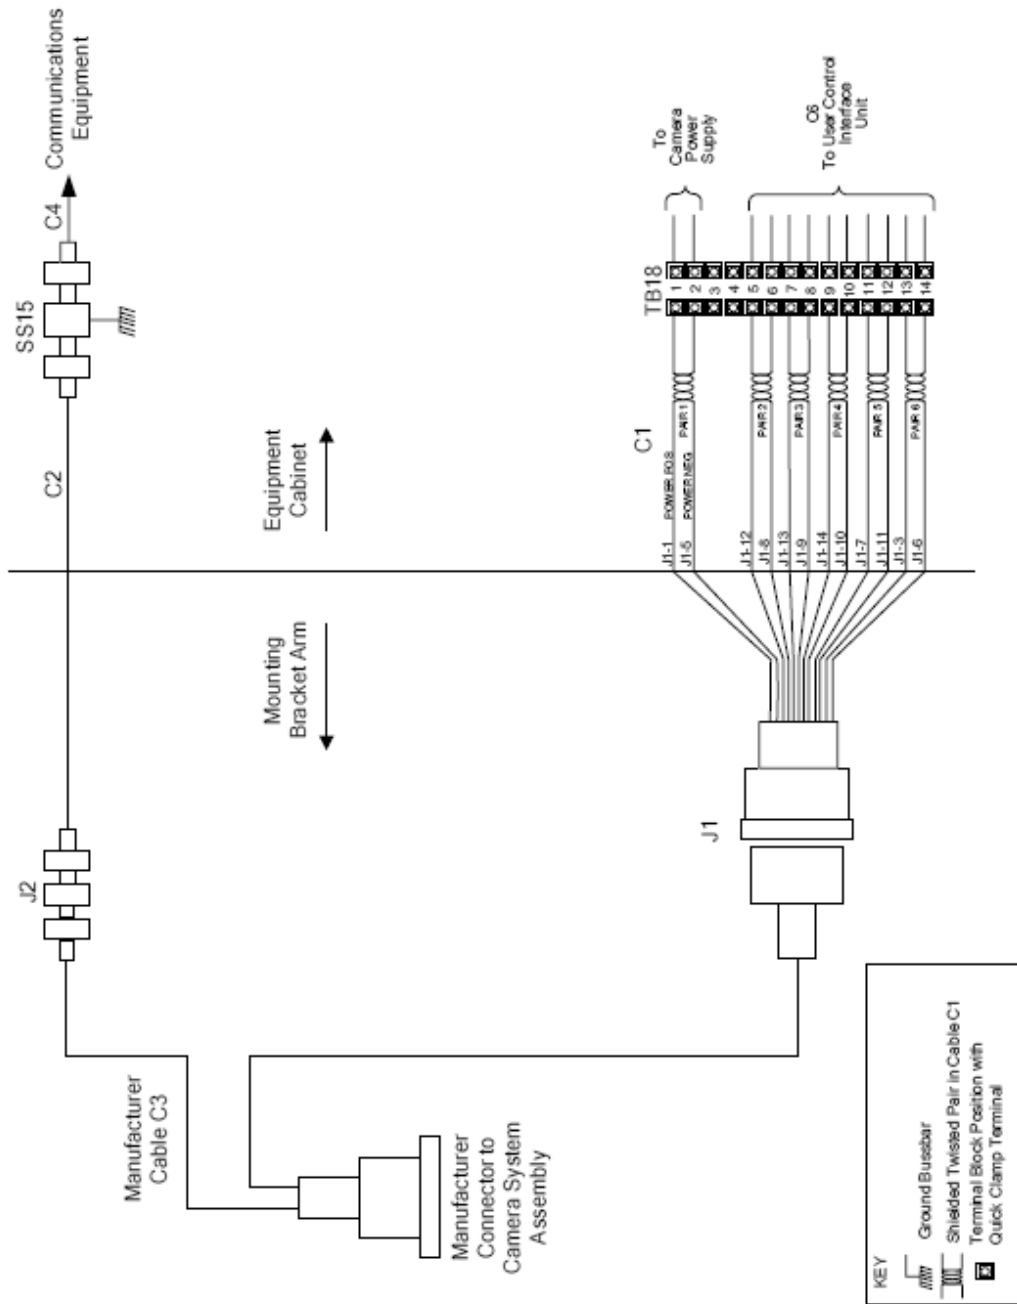 Communications
Equipment
C4
SS15
C2
Equipment
Cabinet
Mounting
Bracket Arm
J2
Manufacturer
Cable C3
Manufacturer
Connector to
Camera System
Assembly
To
Camera
Power
Supply
C6
To User Control
Interface
Unit
TB18
1
2
3
4
5
6
7
8
9
10
11
12
13
14
C1
PAIR 1
PAIR 2
PAIR 3
PAIR 4
PAIR 5
PAIR 6
J1-1 POWER POS
J1-5 POWER NEG
J1-12
J1-8
J1-13
J1-9
J1-14
J1-10
J1-7
J1-11
J1-3
J1-6
J1
KEY
Ground Bussbar
Shielded Twisted Pair in Cable C1
Terminal Block Position with
Quick Clamp Terminal